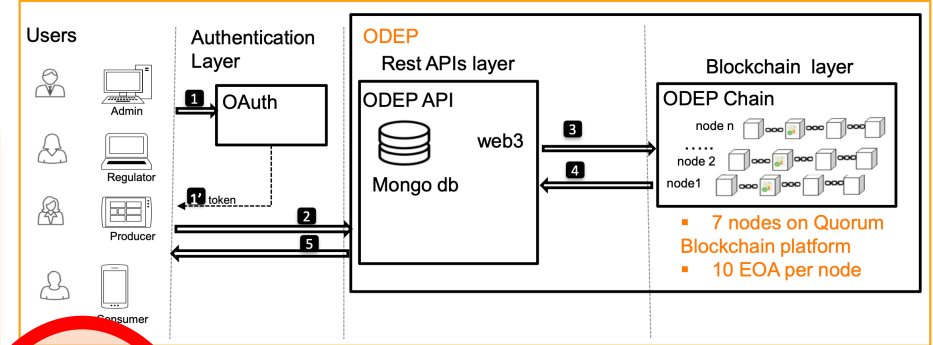 Users
Authentication
Layer
ODEP
Rest APIs layer
Blockchain layer
Admin
Regulator
Producer
Consumer
1
OAuth
1' token
2
5
ODEP API
web3
Mongo db
3
4
ODEP Chain
node n
.....
node 2
node1
▪ 7 nodes on Quorum
Blockchain platform
▪ 10 EOA per node